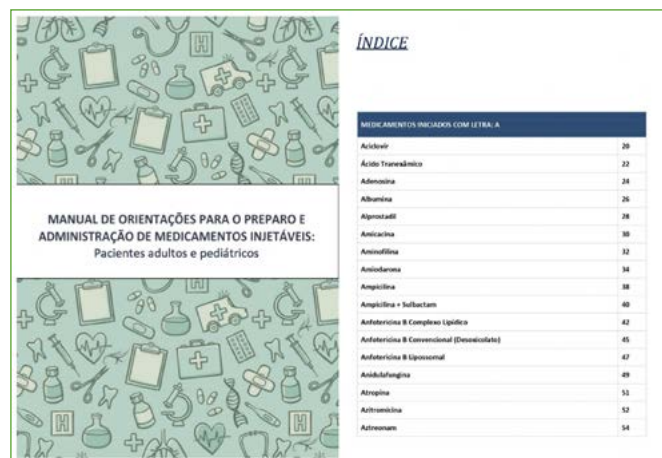 MANUAL DE ORIENTAÇÕES PARA O PREPARO E
ADMINISTRAÇÃO DE MEDICAMENTOS INJETÁVEIS:
Pacientes adultos e pediátricos
ÍNDICE
MEDICAMENTOS INICIADOS COM LETRA: A
Aciclovir 20
Ácido Tranexâmico 22
Adenosina 24
Albumina 26
Alprostadil 28
Amicacina 30
Aminofilina 32
Amiodarona 34
Ampicilina 38
Ampicilina + Sulbactam 40
Anfotericina B Complexo Lipídico 42
Anfotericina B Convencional (Desoxicolato) 45
Anfotericina B Lipossomal 47
Anidulafungina 49
Atropina 51
Azitromicina 52
Aztreonam 54